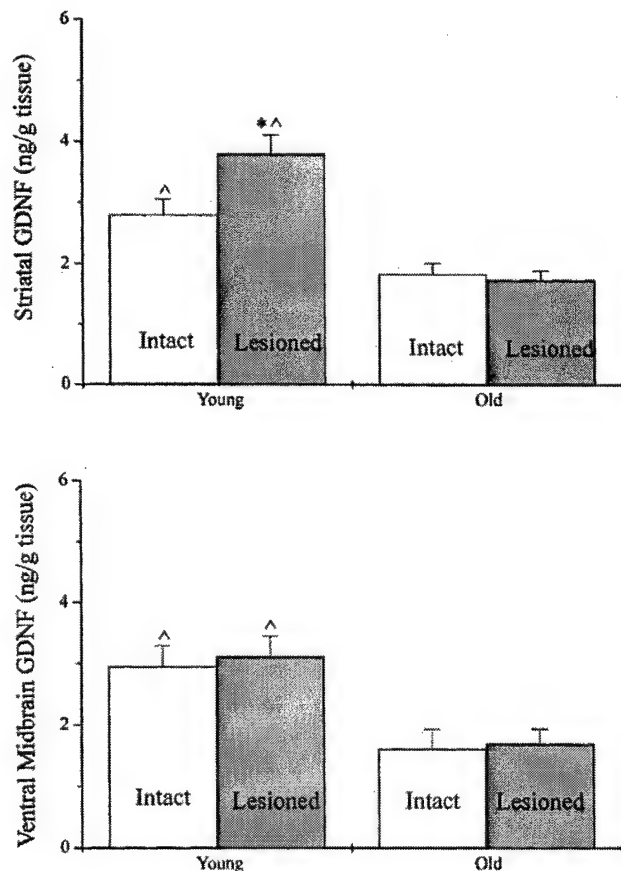 Striatal GDNF (ng/g tissue)
6
4
2
0
^
*^
Intact
Lesioned
Intact
Lesioned
Young
Old
Ventral Midbrain GDNF (ng/g tissue)
6
4
2
0
^
^
Intact
Lesioned
Intact
Lesioned
Young
Old